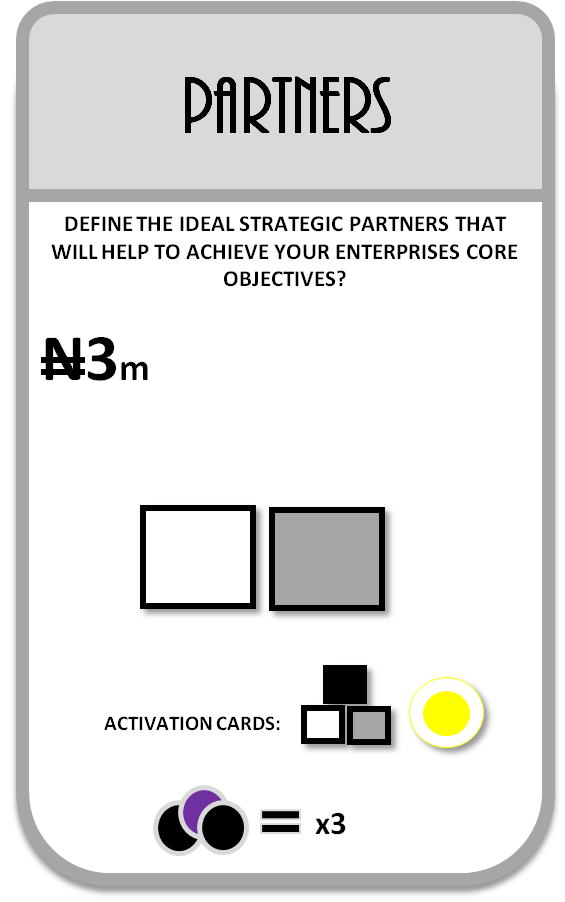 PARTNERS
DEFINE THE IDEAL STRATEGIC PARTNERS THAT
WILL HELP TO ACHIEVE YOUR ENTERPRISES CORE
OBJECTIVES?
₦3m
ACTIVATION CARDS:
= x3